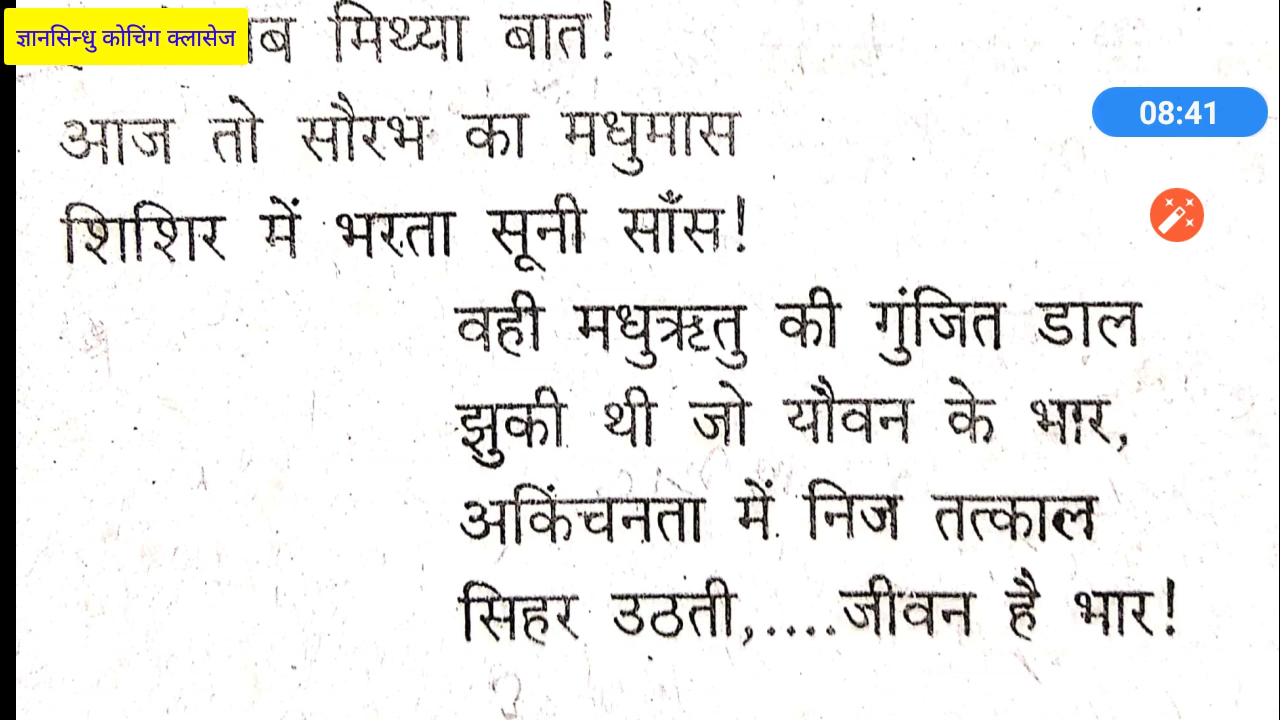 ज्ञानसिन्धु कोचिंग क्लासेज
मिथ्या बात!
आज तो सौरभ का मधुमास
08:41
शिशिर में भरता सूनी साँस!
वही मधुऋतु की गुंजित डाल
झुकी थी जो यौवन के भार,
अकिंचनता में निज तत्काल
सिहर उठती,....जीवन है भार!